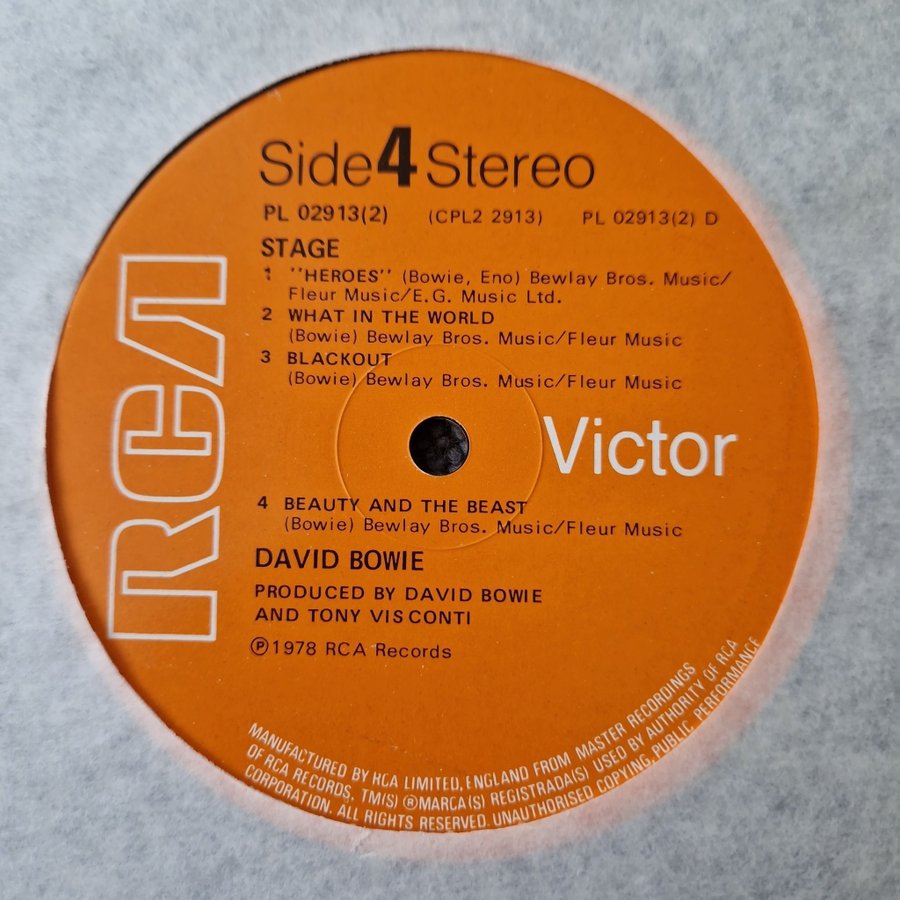 Side 4 Stereo
PL 02913(2) (CPL2 2913) PL 02913(2) D
STAGE
1 "HEROES" (Bowie, Eno) Bewlay Bros. Music/
Fleur Music/E.G. Music Ltd.
2 WHAT IN THE WORLD
(Bowie) Bewlay Bros. Music/Fleur Music
3 BLACKOUT
(Bowie) Bewlay Bros. Music/Fleur Music
RCA
Victor
4 BEAUTY AND THE BEAST
(Bowie) Bewlay Bros. Music/Fleur Music
DAVID BOWIE
PRODUCED BY DAVID BOWIE
AND TONY VISCONTI
℗1978 RCA Records
MANUFACTURED BY RCA LIMITED, ENGLAND FROM MASTER RECORDINGS
OF RCA RECORDS, TM(S) ®MARCA(S) REGISTRADA(S) USED BY AUTHORITY OF RCA
CORPORATION. ALL RIGHTS RESERVED. UNAUTHORISED COPYING, PUBLIC PERFORMANCE